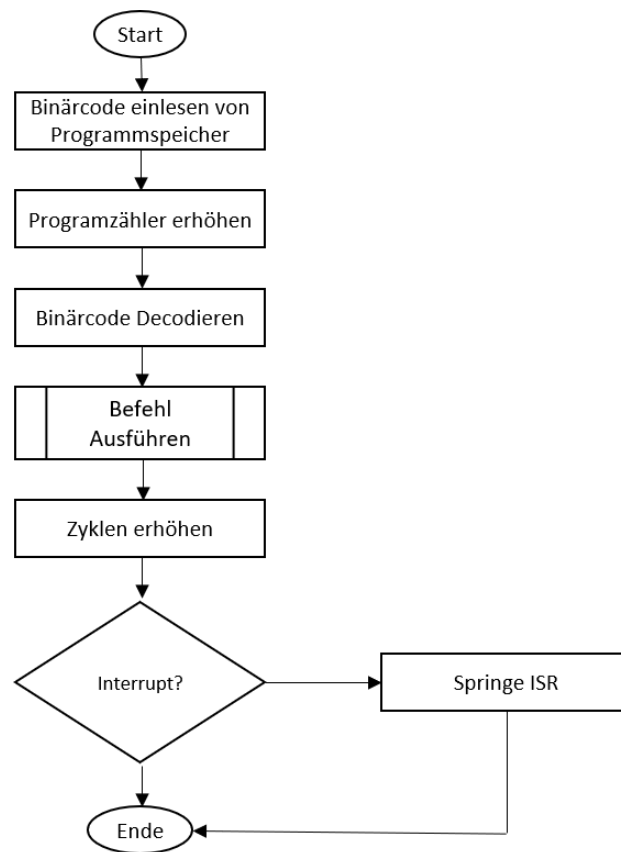 Start
Binärcode einlesen von
Programmspeicher
Programzähler erhöhen
Binärcode Decodieren
Befehl
Ausführen
Zyklen erhöhen
Interrupt?
Springe ISR
Ende